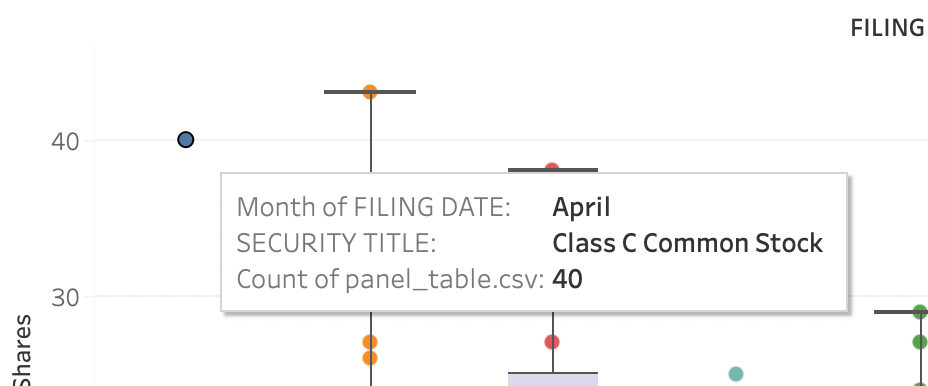 FILING
40
Month of FILING DATE: April
SECURITY TITLE: Class C Common Stock
Count of panel_table.csv: 40
30
Shares